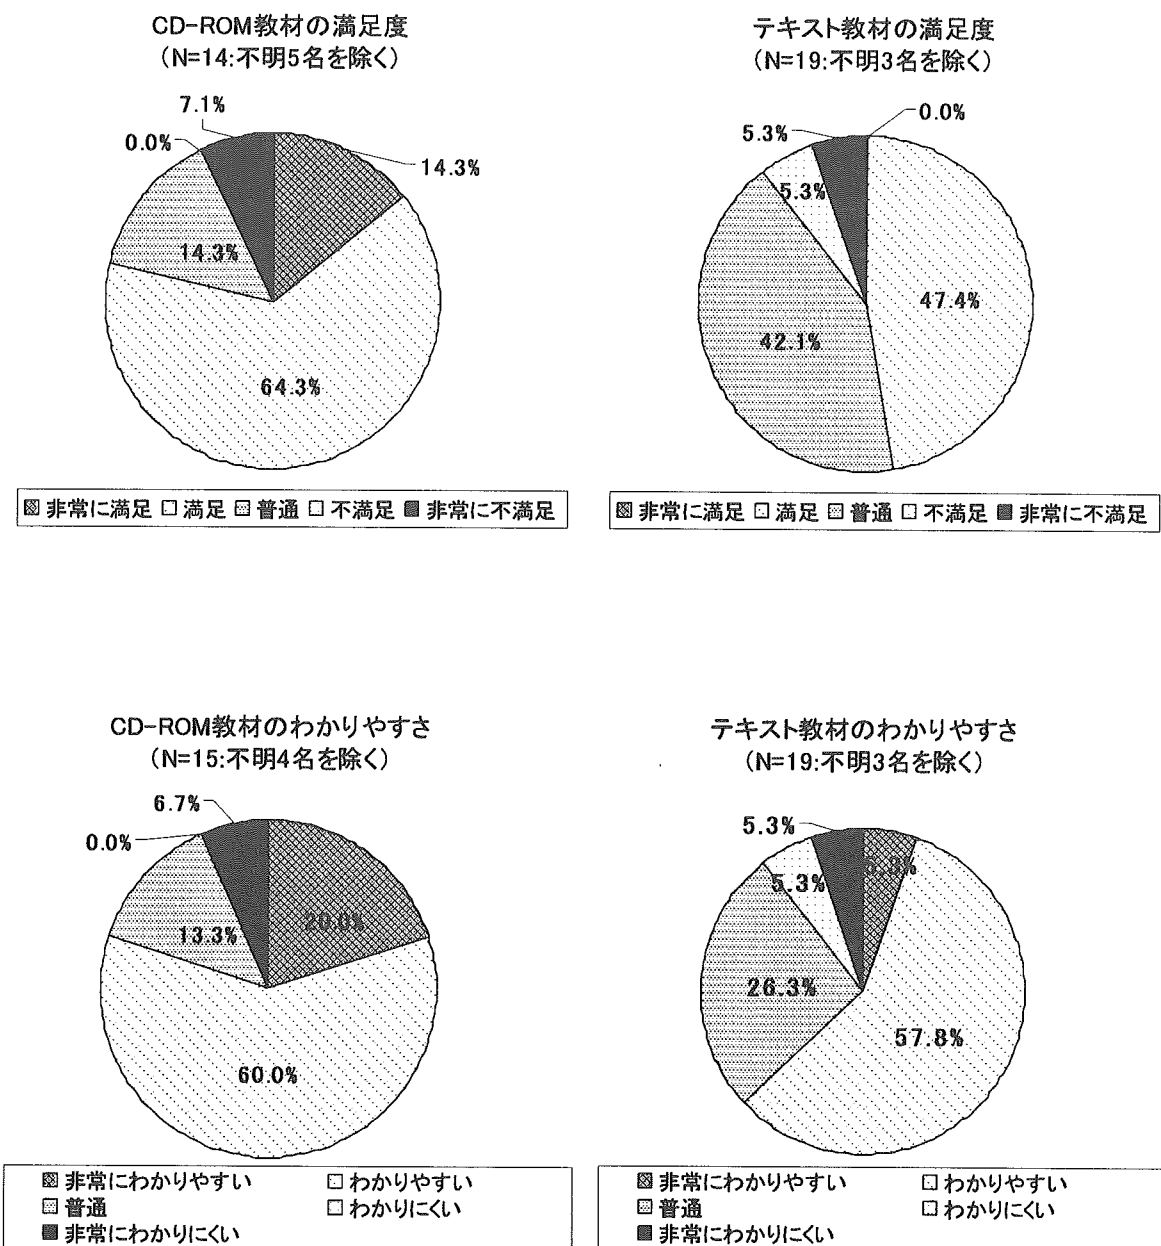 CD-ROM教材の満足度
(N=14:不明5名を除く)
7.1%
0.0%
14.3%
14.3%
64.3%
非常に満足 満足 普通 不満足 非常に不満足
テキスト教材の満足度
(N=19:不明3名を除く)
0.0%
5.3%
5.3%
47.4%
42.1%
非常に満足 満足 普通 不満足 非常に不満足
CD-ROM教材のわかりやすさ
(N=15:不明4名を除く)
6.7%
0.0%
20.0%
13.3%
60.0%
非常にわかりやすい わかりやすい
普通 わかりにくい
非常にわかりにくい
テキスト教材のわかりやすさ
(N=19:不明3名を除く)
5.3%
5.3%
5.3%
26.3%
57.8%
非常にわかりやすい わかりやすい
普通 わかりにくい
非常にわかりにくい